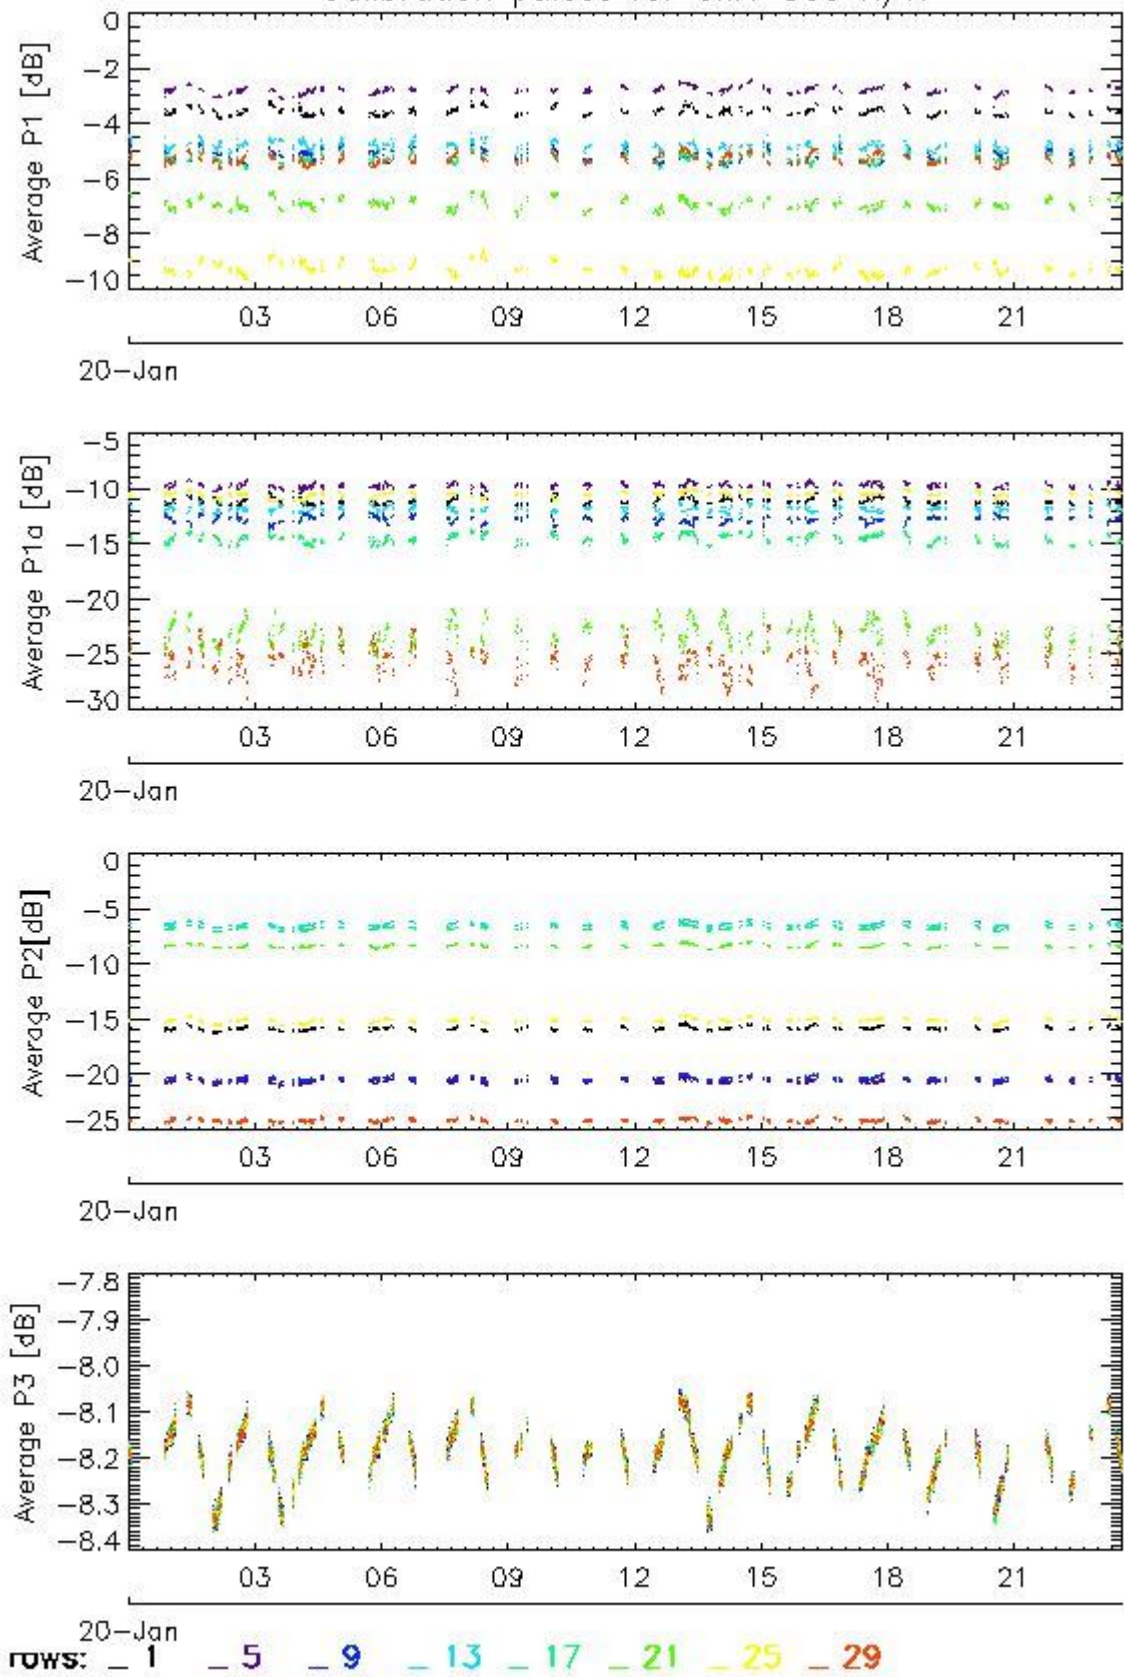 0
−2
−4
−6
−8
−10
Average P1 [dB]
03 06 09 12 15 18 21
20−Jan
−5
−10
−15
−20
−25
−30
Average P1a [dB]
03 06 09 12 15 18 21
20−Jan
0
−5
−10
−15
−20
−25
Average P2[dB]
03 06 09 12 15 18 21
20−Jan
−7.8
−7.9
−8.0
−8.1
−8.2
−8.3
−8.4
Average P3 [dB]
03 06 09 12 15 18 21
20−Jan
rows: _ 1 _ 5 _ 9 _ 13 _ 17 _ 21 _ 25 _ 29